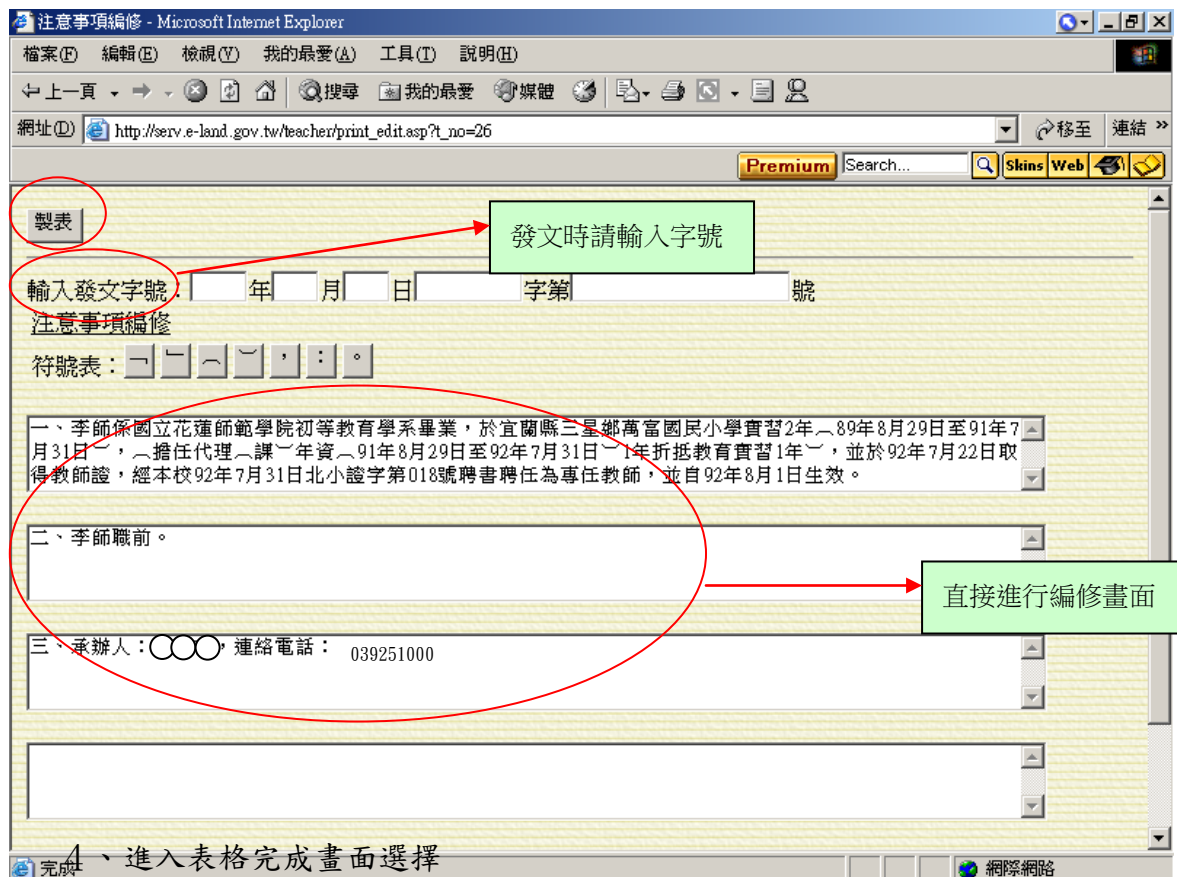 注意事項編修 - Microsoft Internet Explorer
檔案(F) 編輯(E) 檢視(V) 我的最愛(A) 工具(T) 說明(H)
上一頁 搜尋 我的最愛 媒體
網址(D) http://serv.e-land.gov.tw/teacher/print_edit.asp?t_no=26 移至 連結 »
Premium Search... Skins Web
製表
發文時請輸入字號
輸入發文字號： 年 月 日 字第 號
注意事項編修
符號表：﹁ ﹂ ︵ ︶ ， ： 。
一、李師係國立花蓮師範學院初等教育學系畢業，於宜蘭縣三星鄉萬富國民小學實習2年︵89年8月29日至91年7
月31日︶，︵擔任代理︵課︶年資︵91年8月29日至92年7月31日︶1年折抵教育實習1年︶，並於92年7月22日取
得教師證，經本校92年7月31日北小證字第018號聘書聘任為專任教師，並自92年8月1日生效。
二、李師職前。
直接進行編修畫面
三、承辦人：○○○，連絡電話： 039251000
4、進入表格完成畫面選擇
完成 網際網路